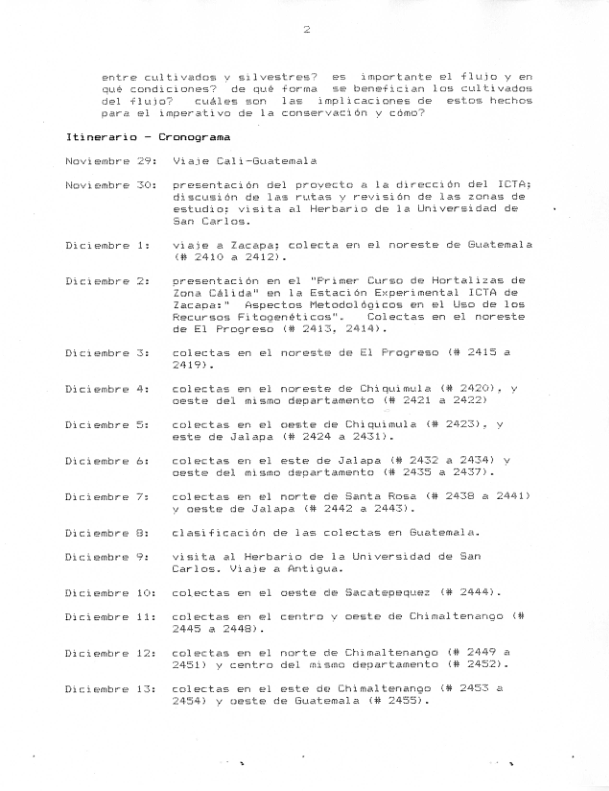 2
entre cultivados y silvestres? es importante el flujo y en
qué condiciones? de qué forma se benefician los cultivados
del flujo? cuáles son las implicaciones de estos hechos
para el imperativo de la conservación y cómo?
Itinerario - Cronograma
Noviembre 29: Viaje Cali-Guatemala
Noviembre 30: presentación del proyecto a la dirección del ICTA;
discusión de las rutas y revisión de las zonas de
estudio; visita al Herbario de la Universidad de
San Carlos.
Diciembre 1: viaje a Zacapa; colecta en el noreste de Guatemala
(# 2410 a 2412).
Diciembre 2: presentación en el "Primer Curso de Hortalizas de
Zona Cálida" en la Estación Experimental ICTA de
Zacapa:" Aspectos Metodológicos en el Uso de los
Recursos Fitogenéticos". Colectas en el noreste
de El Progreso (# 2413, 2414).
Diciembre 3: colectas en el noreste de El Progreso (# 2415 a
2419).
Diciembre 4: colectas en el noreste de Chiquimula (# 2420), y
oeste del mismo departamento (# 2421 a 2422)
Diciembre 5: colectas en el oeste de Chiquimula (# 2423), y
este de Jalapa (# 2424 a 2431).
Diciembre 6: colectas en el este de Jalapa (# 2432 a 2434) y
oeste del mismo departamento (# 2435 a 2437).
Diciembre 7: colectas en el norte de Santa Rosa (# 2438 a 2441)
y oeste de Jalapa (# 2442 a 2443).
Diciembre 8: clasificación de las colectas en Guatemala.
Diciembre 9: visita al Herbario de la Universidad de San
Carlos. Viaje a Antigua.
Diciembre 10: colectas en el oeste de Sacatepequez (# 2444).
Diciembre 11: colectas en el centro y oeste de Chimaltenango (#
2445 a 2448).
Diciembre 12: colectas en el norte de Chimaltenango (# 2449 a
2451) y centro del mismo departamento (# 2452).
Diciembre 13: colectas en el este de Chimaltenango (# 2453 a
2454) y oeste de Guatemala (# 2455).